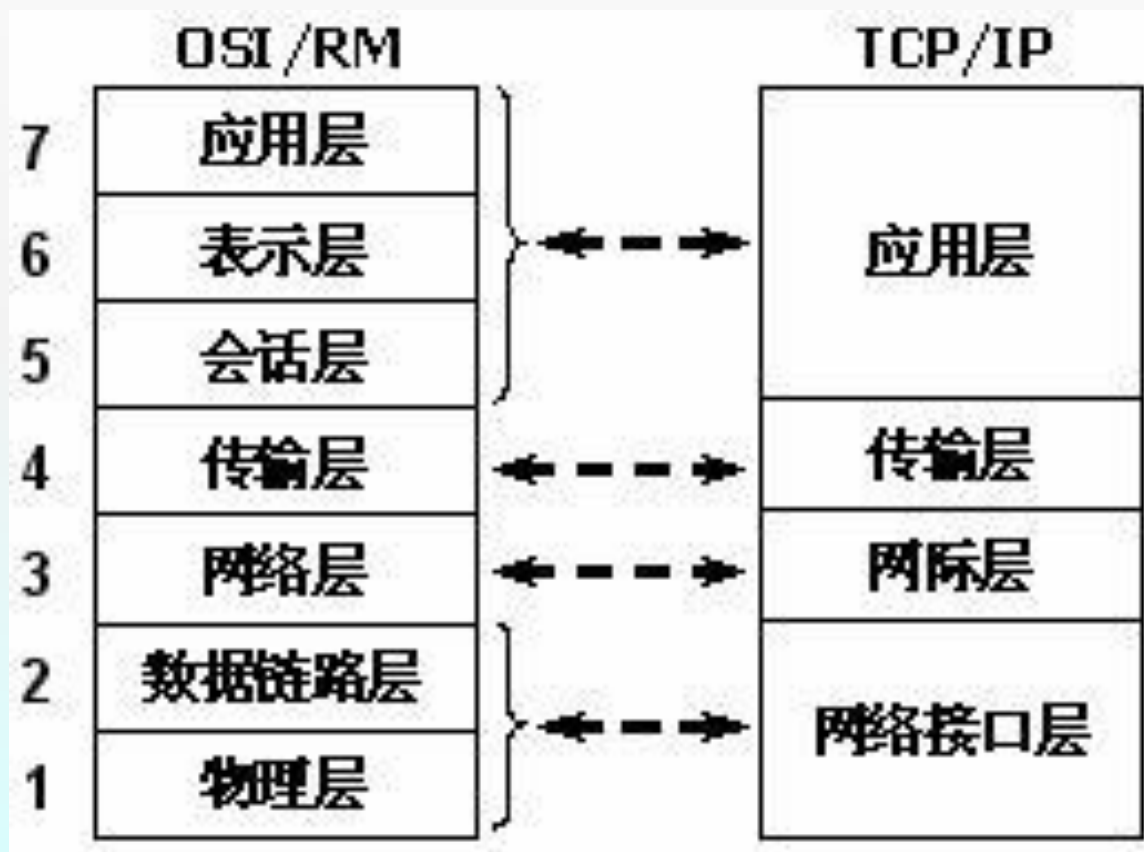 OSI/RM
TCP/IP
7
应用层
6
表示层
5
会话层
4
传输层
3
网络层
2
数据链路层
1
物理层
应用层
传输层
网际层
网络接口层